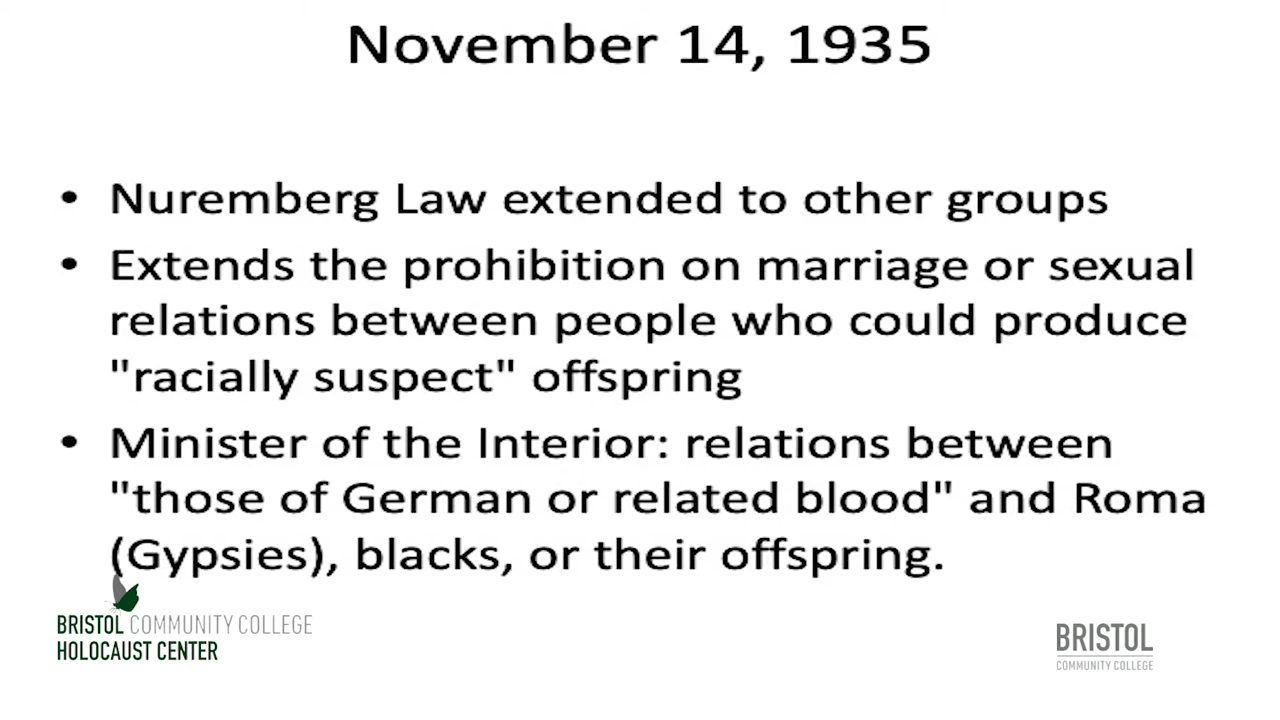 November 14, 1935
• Nuremberg Law extended to other groups
• Extends the prohibition on marriage or sexual
relations between people who could produce
"racially suspect" offspring
• Minister of the Interior: relations between
"those of German or related blood" and Roma
(Gypsies), blacks, or their offspring.
BRISTOL COMMUNITY COLLEGE
HOLOCAUST CENTER
BRISTOL
COMMUNITY COLLEGE